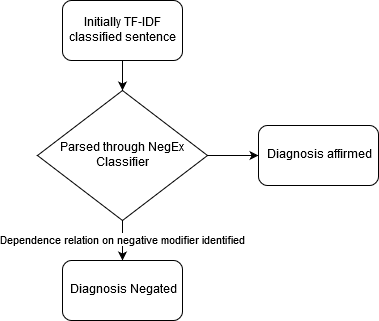 Initially TF-IDF
classified sentence
Parsed through NegEx
Classifier
Diagnosis affirmed
Dependence relation on negative modifier identified
Diagnosis Negated